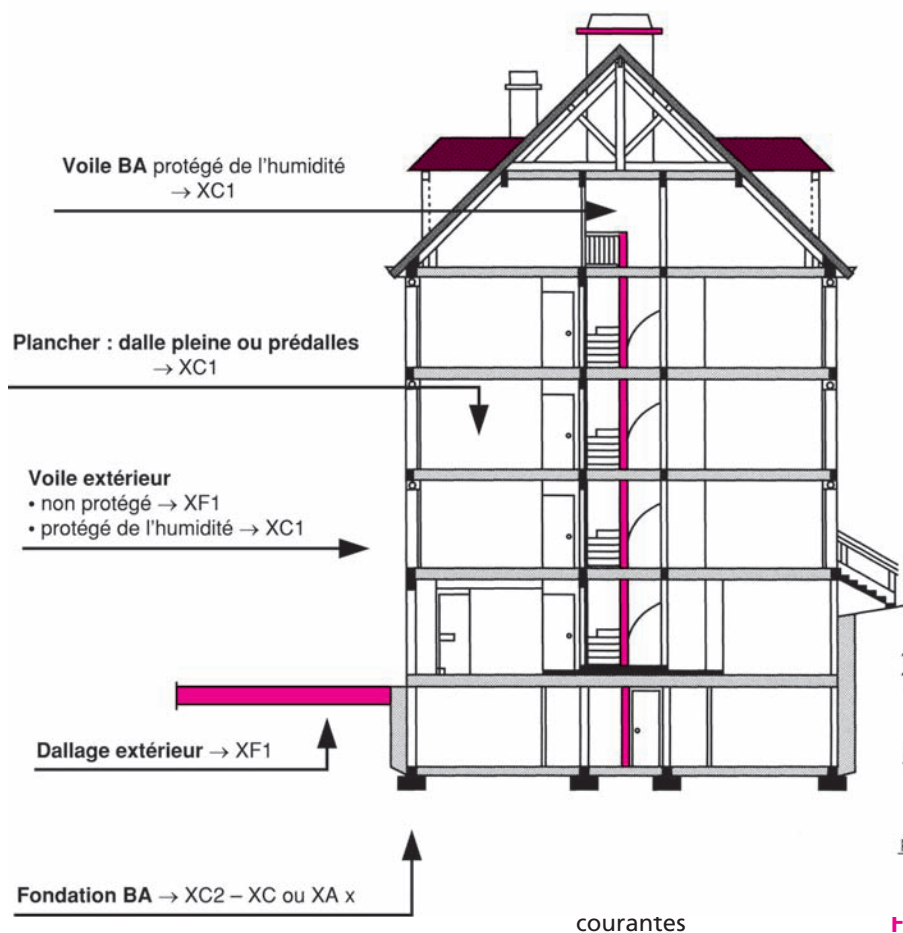 Voile BA protégé de l'humidité
→ XC1
Plancher : dalle pleine ou prédalles
→ XC1
Voile extérieur
• non protégé → XF1
• protégé de l'humidité → XC1
Dallage extérieur → XF1
Fondation BA → XC2 – XC ou XA x
courantes